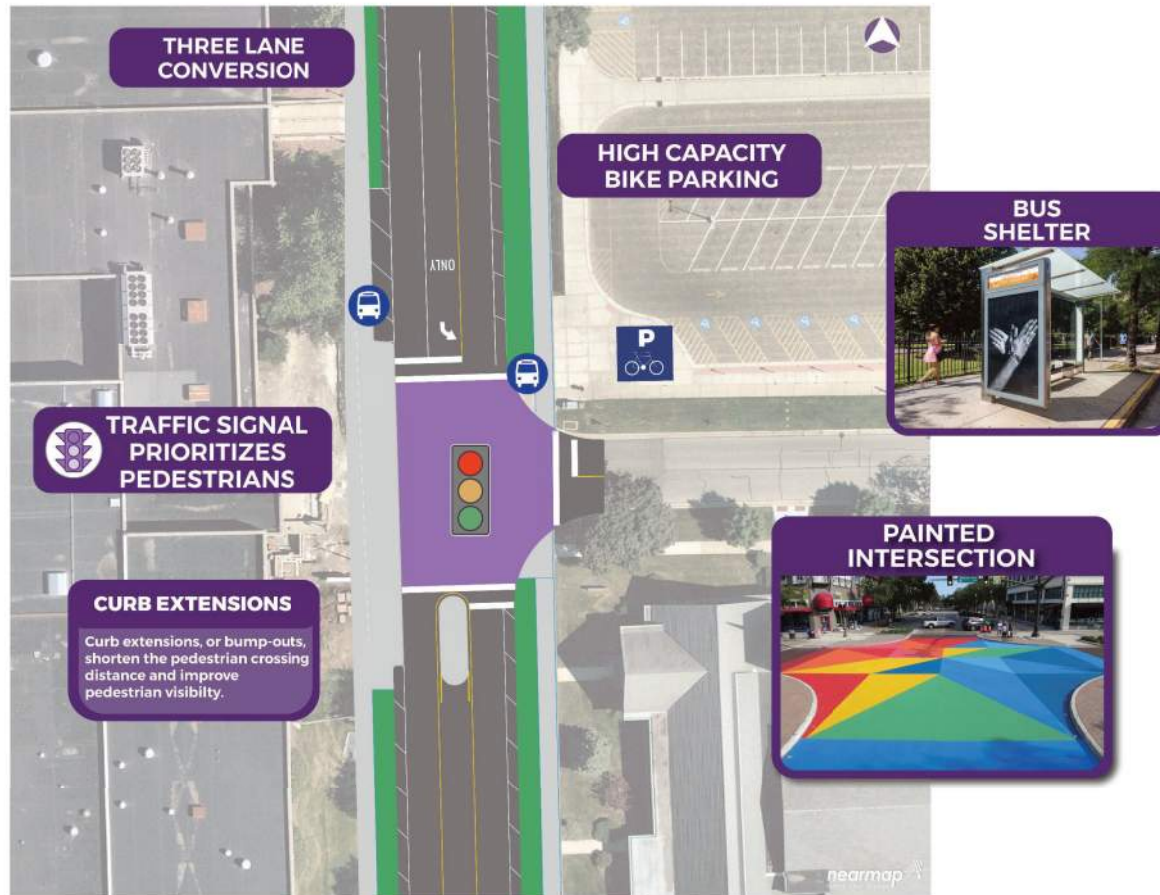 THREE LANE
CONVERSION
HIGH CAPACITY
BIKE PARKING
BUS
SHELTER
ONLY
P
TRAFFIC SIGNAL
PRIORITIZES
PEDESTRIANS
PAINTED
INTERSECTION
CURB EXTENSIONS
Curb extensions, or bump-outs,
shorten the pedestrian crossing
distance and improve
pedestrian visibilty.
nearmap